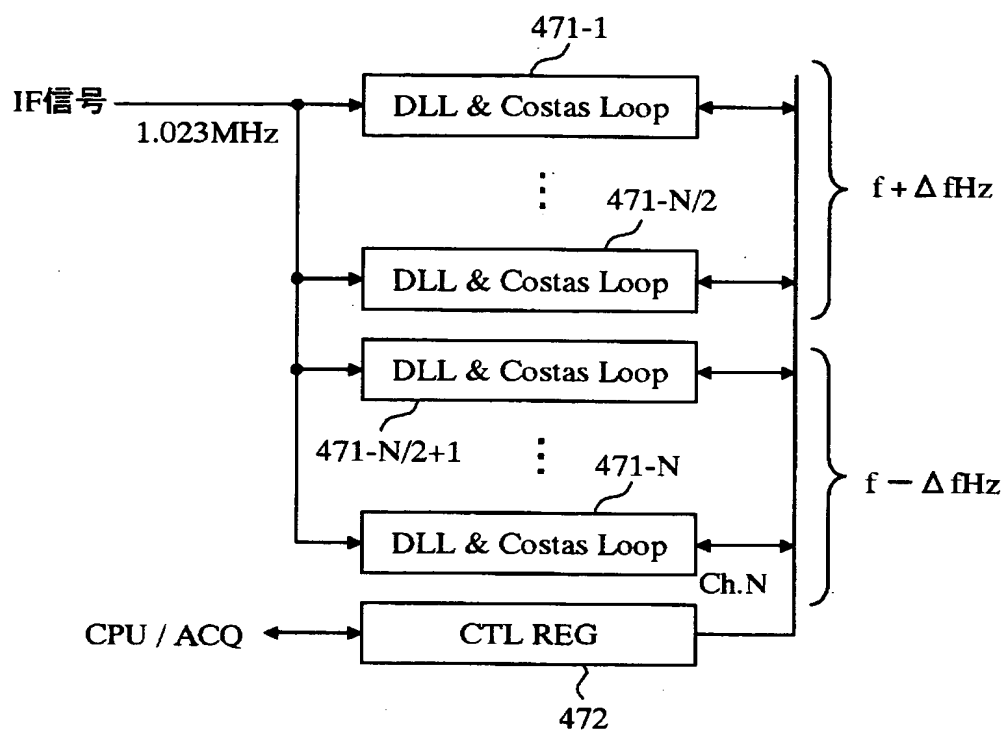 471-1
IF信号
DLL & Costas Loop
1.023MHz
f + Δ fHz
471-N/2
DLL & Costas Loop
DLL & Costas Loop
471-N/2+1
471-N
f － Δ fHz
DLL & Costas Loop
Ch.N
CPU / ACQ
CTL REG
472